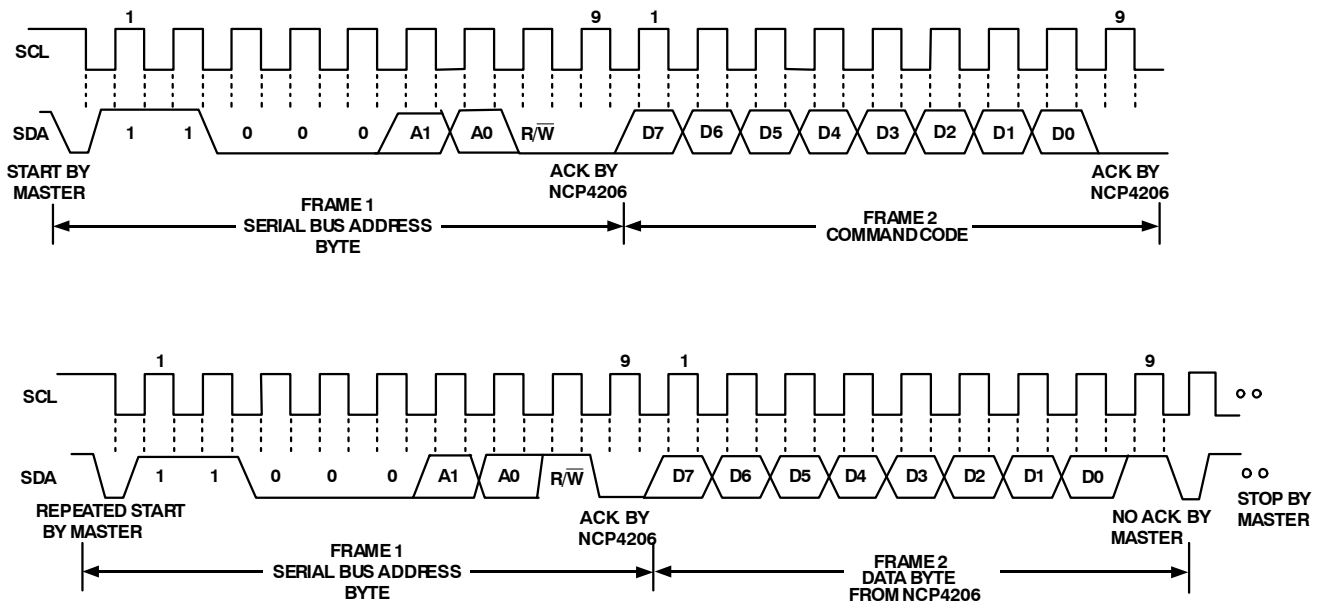 1 9 1 9
SCL
SDA 1 1 0 0 0 A1 A0 R/W D7 D6 D5 D4 D3 D2 D1 D0
START BY
MASTER
ACK. BY
NCP4206
ACK. BY
NCP4206
FRAME 1
SERIAL BUS ADDRESS
BYTE
FRAME 2
COMMAND CODE
1 9 1 9
SCL
SDA 1 1 0 0 0 A1 A0 R/W D7 D6 D5 D4 D3 D2 D1 D0
REPEATED START
BY MASTER
ACK. BY
NCP4206
NO ACK. BY
MASTER
STOP BY
MASTER
FRAME 1
SERIAL BUS ADDRESS
BYTE
FRAME 2
DATA BYTE
FROM NCP4206